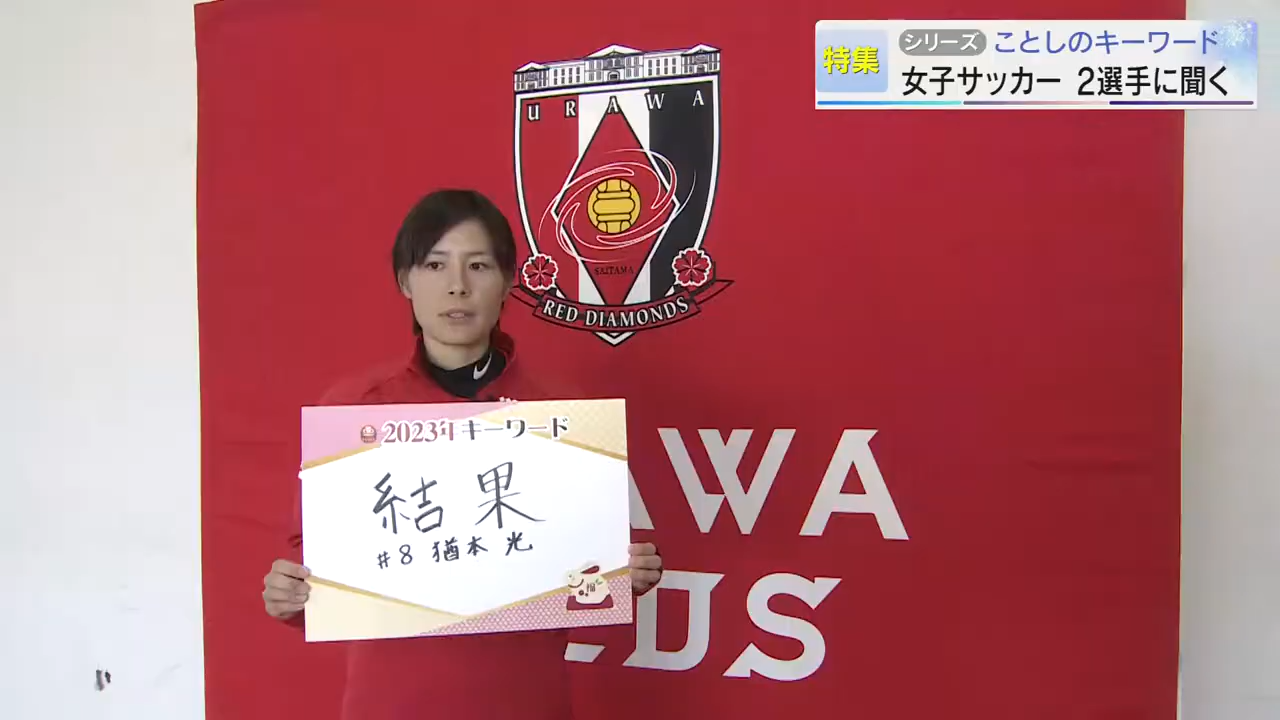 特集
シリーズ ことしのキーワード
女子サッカー 2選手に聞く
URAWA
SAITAMA
RED DIAMONDS
2023年キーワード
結果
#8 猶本 光
福
AWA
DS